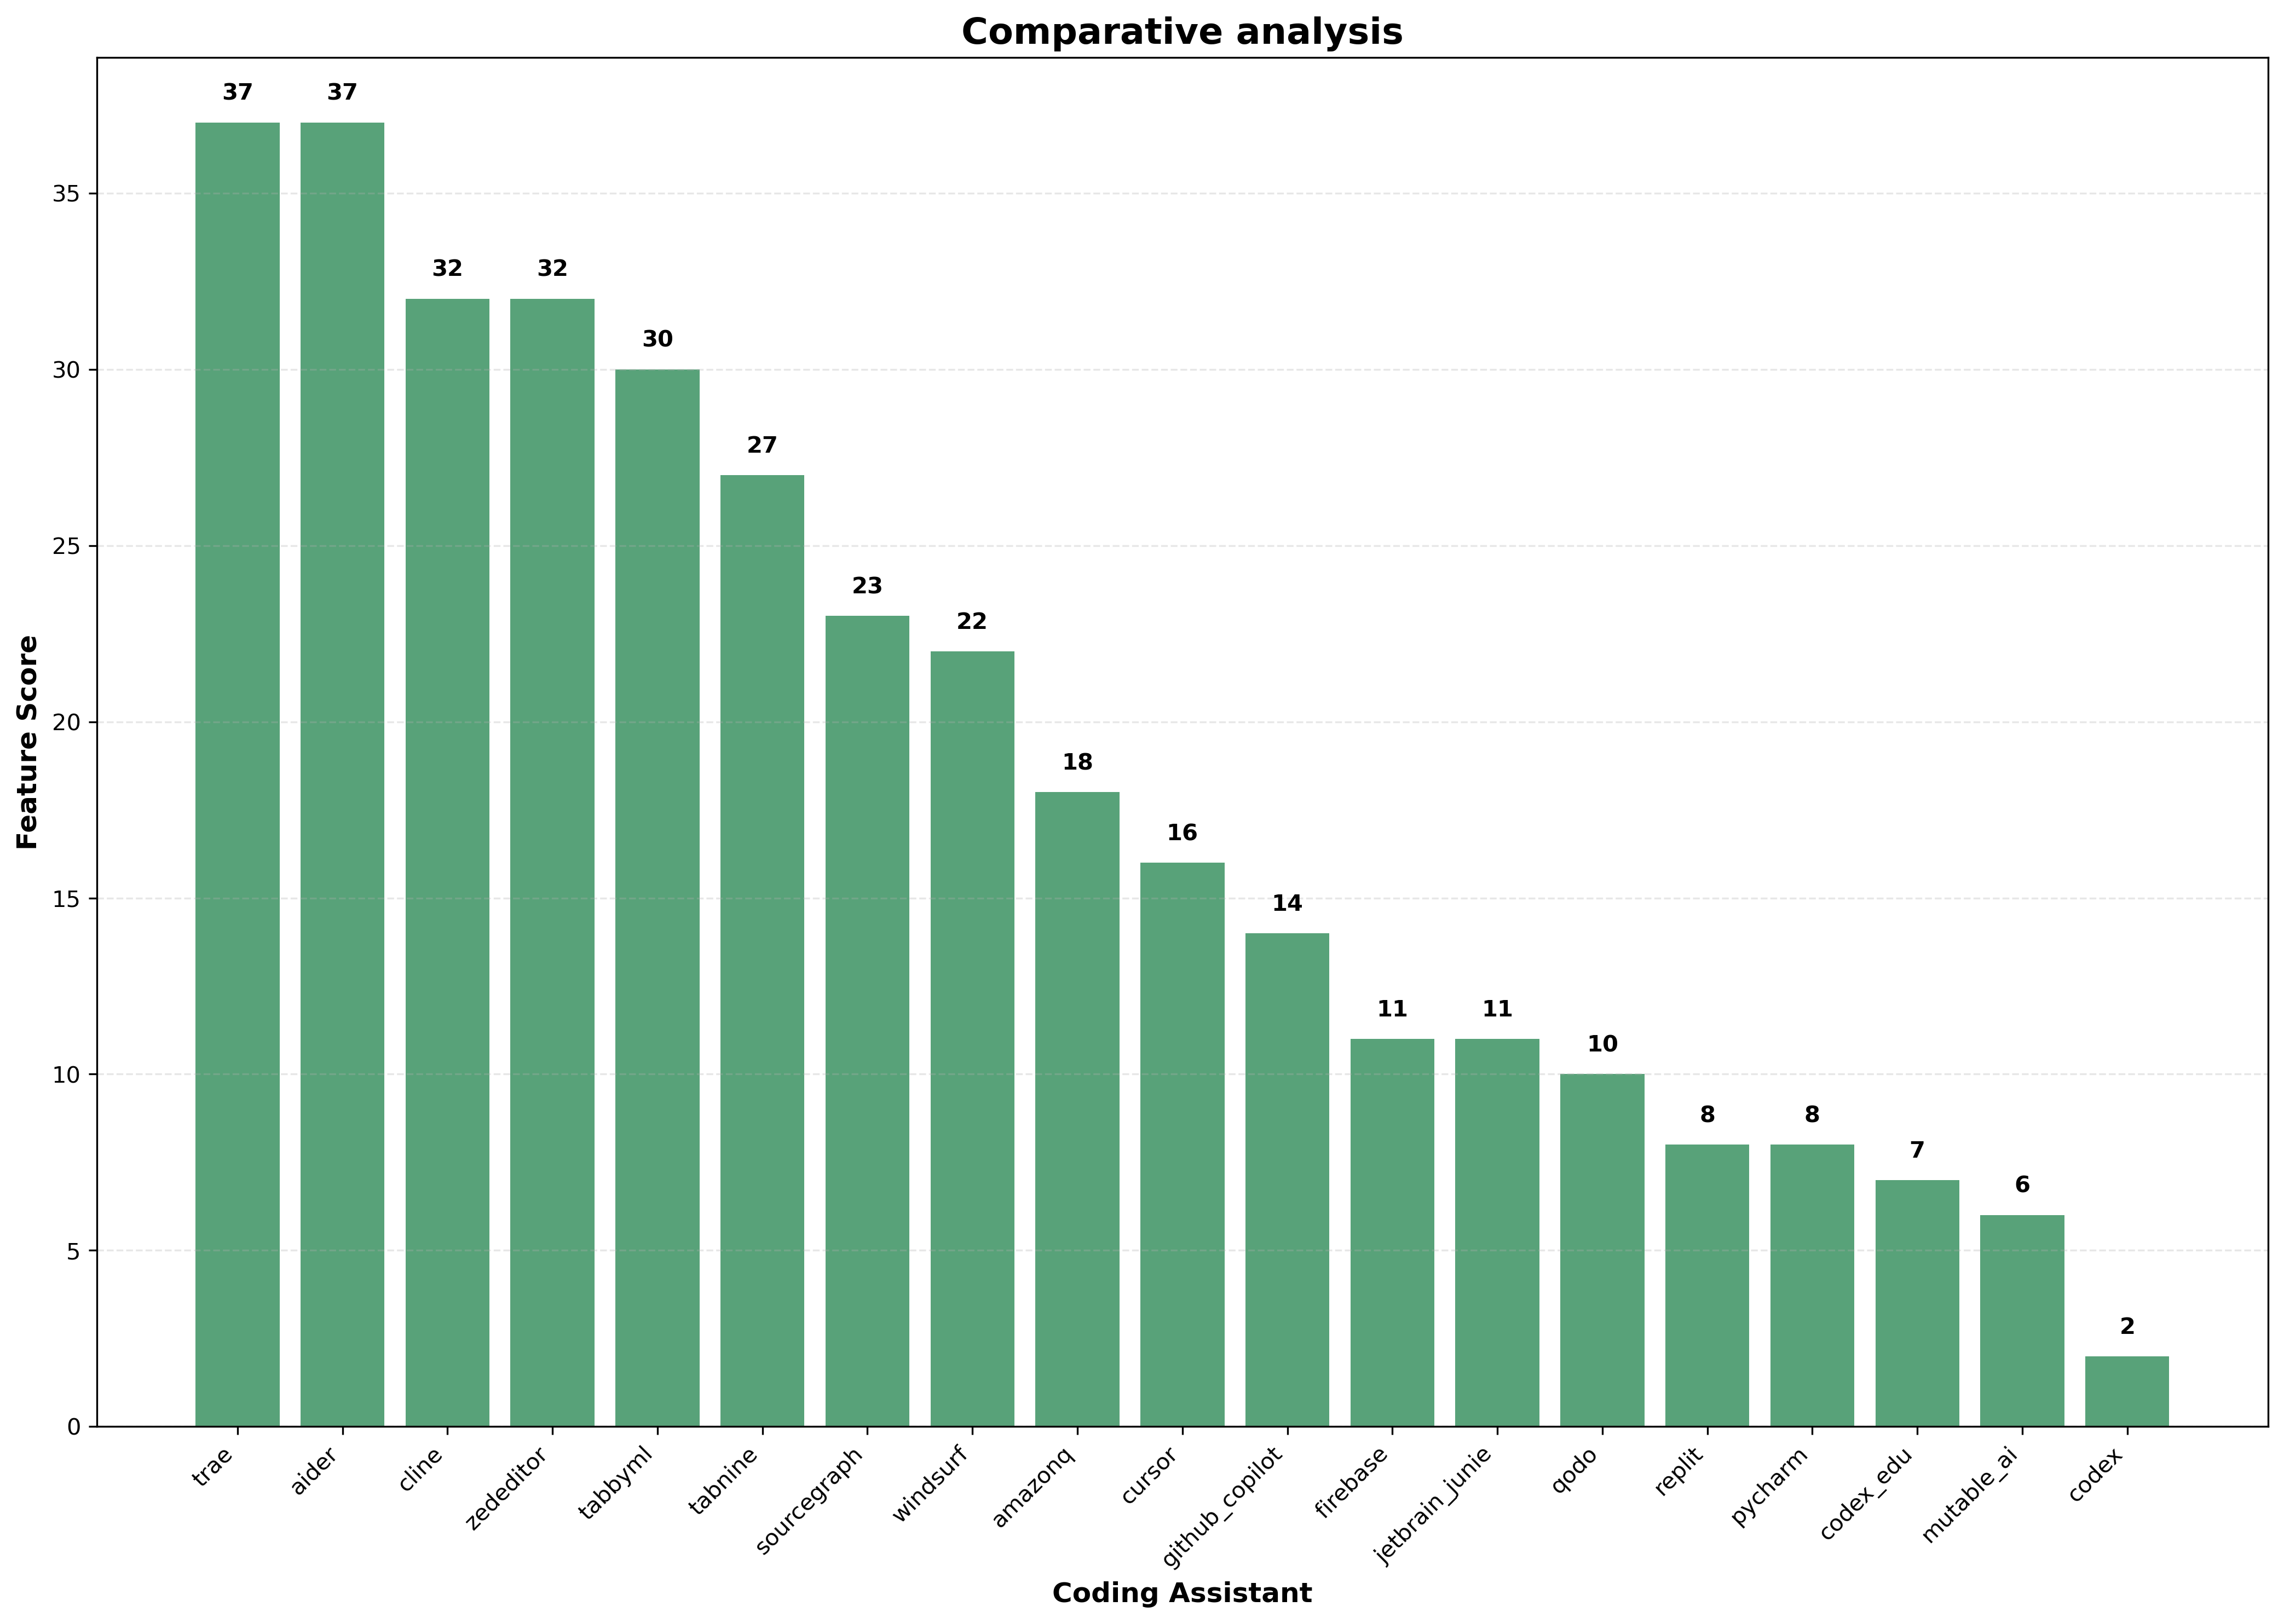 Comparative analysis
Feature Score
35
30
25
20
15
10
5
0
37
37
32
32
30
27
23
22
18
16
14
11
11
10
8
8
7
6
2
trae
aider
cline
zededitor
tabbyml
tabnine
sourcegraph
windsurf
amazonq
cursor
github_copilot
firebase
jetbrain_junie
qodo
replit
pycharm
codex_edu
mutable_ai
codex
Coding Assistant